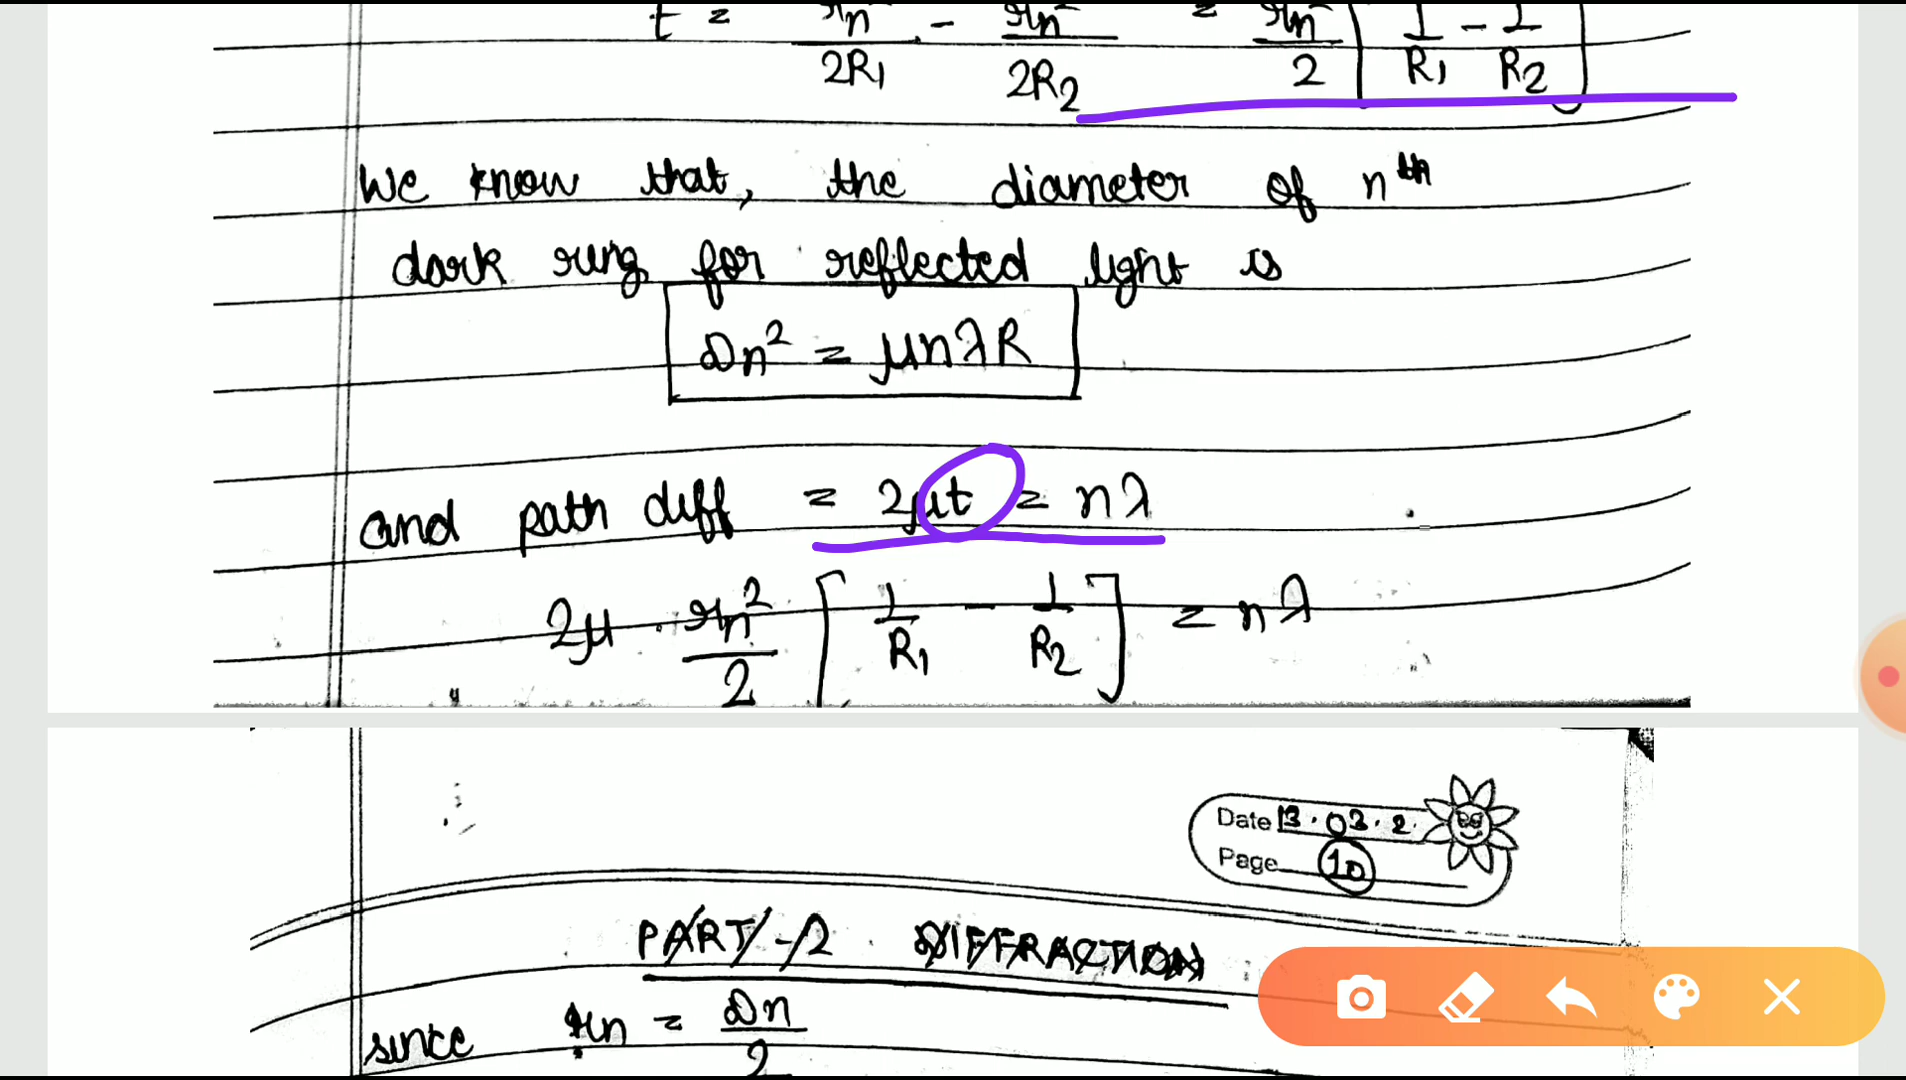 t = rn² / 2R₁ - rn² / 2R₂ = rn² / 2 [ 1/R₁ - 1/R₂ ]
We know that, the diameter of nth
dark ring for reflected light is
Dn² = μnλR
and path diff = 2μt = nλ
2μ . rn² / 2 [ 1/R₁ - 1/R₂ ] = nλ
Date 13.03.2.
Page 10
PART-2 DIFFRACTION
since rn = Dn / 2